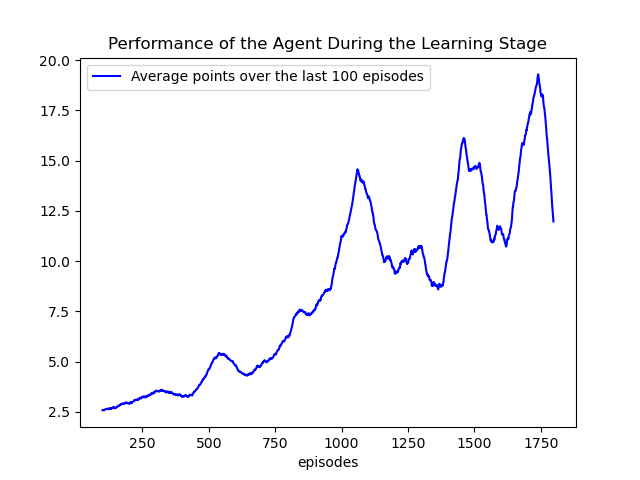 Performance of the Agent During the Learning Stage
Average points over the last 100 episodes
20.0
17.5
15.0
12.5
10.0
7.5
5.0
2.5
250 500 750 1000 1250 1500 1750
episodes